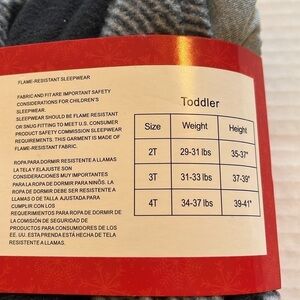 FLAME-RESISTANT SLEEPWEAR
FABRIC AND FIT ARE IMPORTANT SAFETY
CONSIDERATIONS FOR CHILDREN'S
SLEEPWEAR.
SLEEPWEAR SHOULD BE FLAME RESISTANT
OR SNUG-FITTING TO MEET U.S. CONSUMER
PRODUCT SAFETY COMMISSION SLEEPWEAR
REQUIREMENTS. THIS GARMENT IS MADE OF
FLAME-RESISTANT FABRIC.
ROPA PARA DORMIR RESISTENTE A LLAMAS
LA TELA Y ELAJUSTE SON
CONSIDERACIONES MUY IMPORTANTES
PARA LA ROPA DE DORMIR PARA NIÑOS. LA
ROPA DE DORMIR DEBE SER RESISTENTE A
LLAMAS O DE TALLA AJUSTADA PARA
CUMPLIR CON LOS
REQUERIMIENTOS PARA ROPA DE DORMIR DE
LA COMISIÓN DE SEGURIDAD DE
PRODUCTOS PARA CONSUMIDORES DE LOS
EE. UU. ESTA PRENDA ESTÁ HECHA DE TELA
RESISTENTE A LLAMAS.
Toddler
Size Weight Height
2T 29-31 lbs 35-37"
3T 31-33 lbs 37-39"
4T 34-37 lbs 39-41"